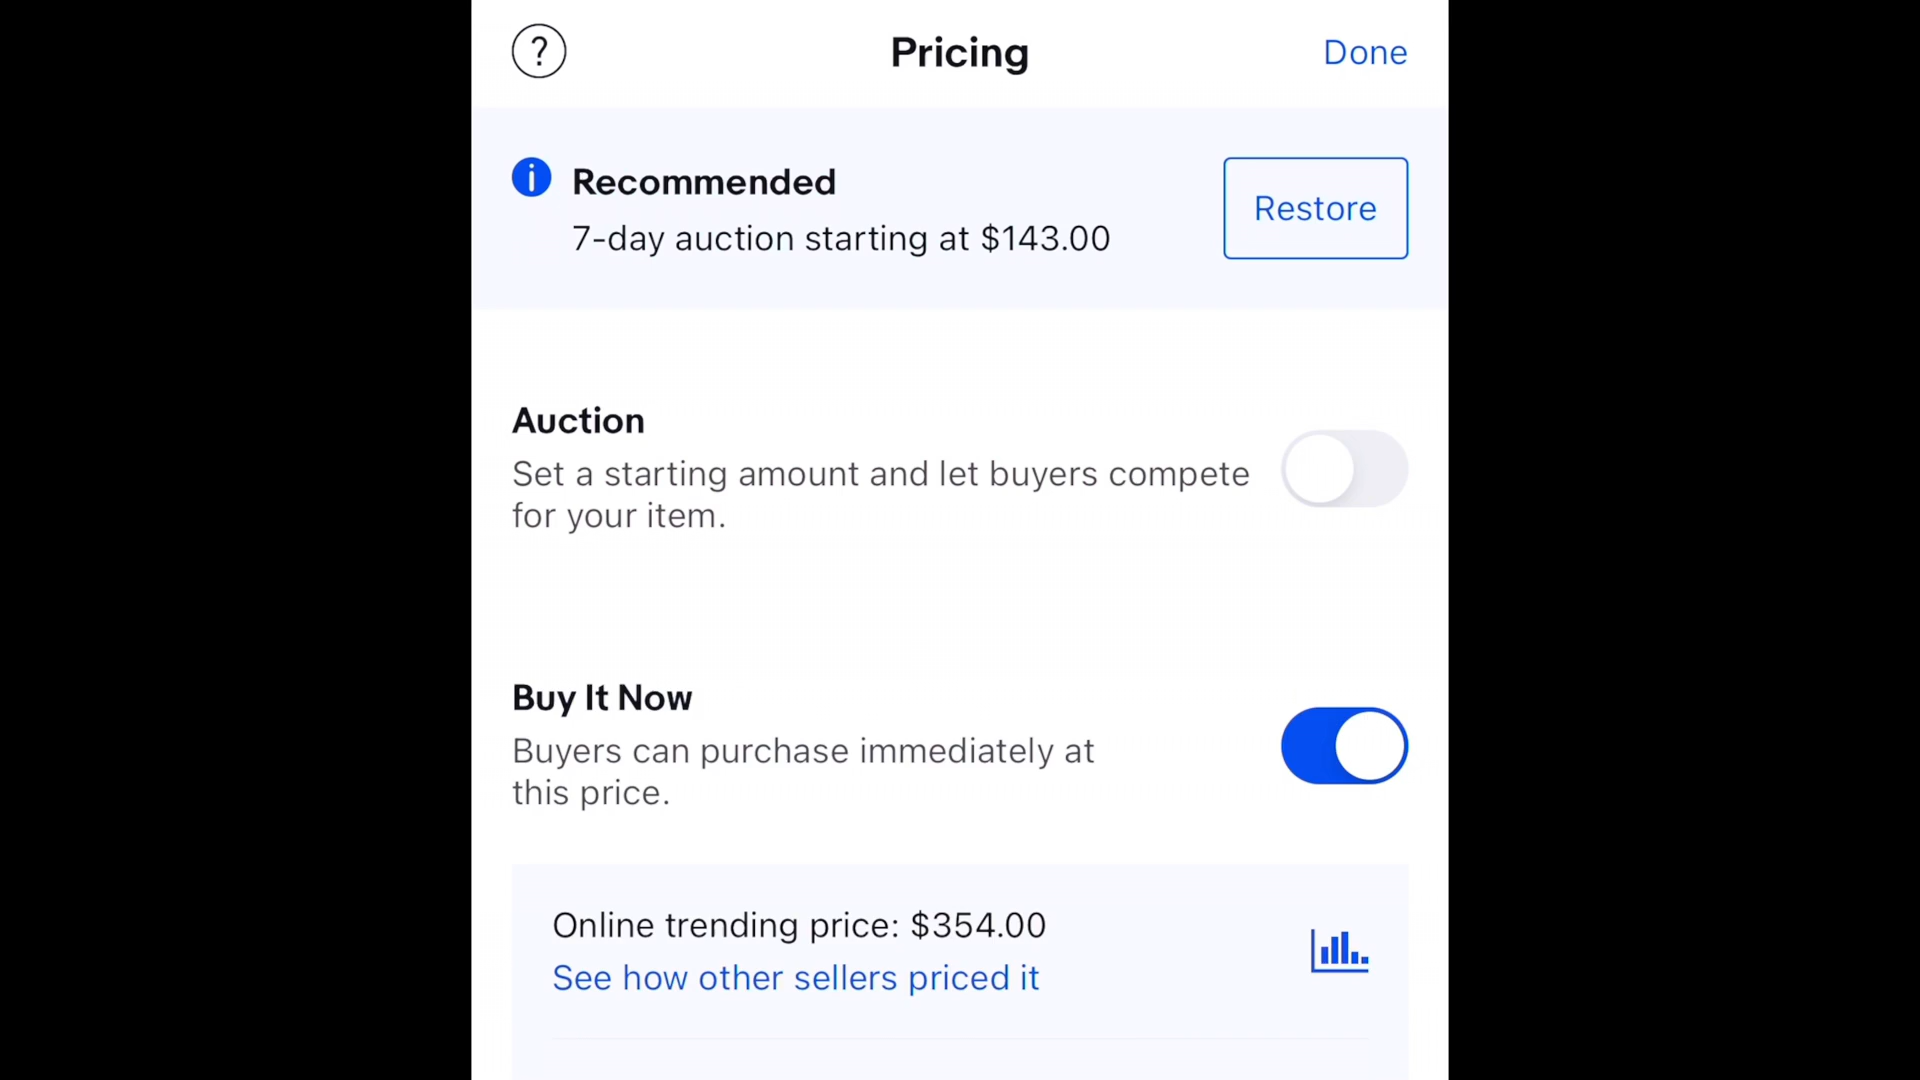 ?
Pricing
Done
i
Recommended
7-day auction starting at $143.00
Restore
Auction
Set a starting amount and let buyers compete
for your item.
Buy It Now
Buyers can purchase immediately at
this price.
Online trending price: $354.00
See how other sellers priced it